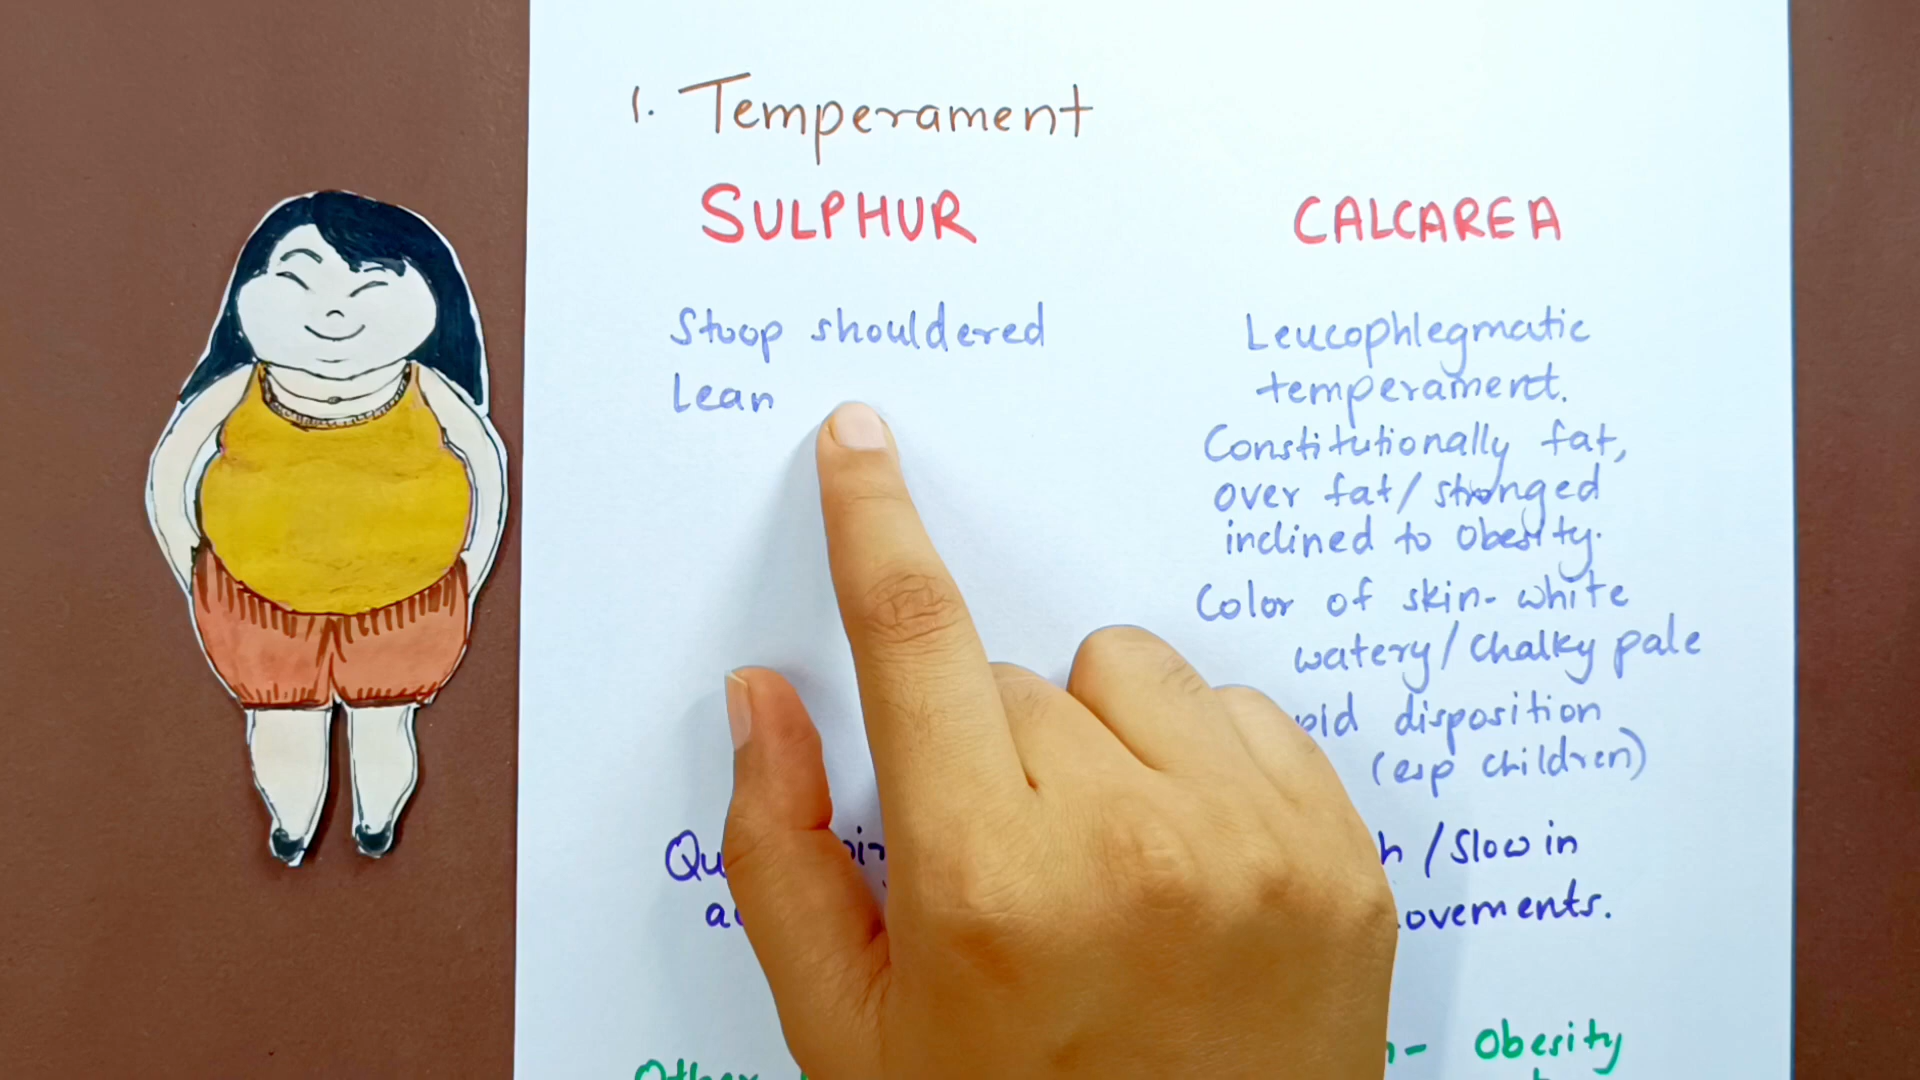 1. Temperament
SULPHUR
Stoop shouldered
Lean
CALCAREA
Leucophlegmatic
temperament.
Constitutionally fat,
over fat/stronged
inclined to obesity.
Color of skin- white
watery/chalky pale
disposition
(esp children)
/Slow in
- Obesity